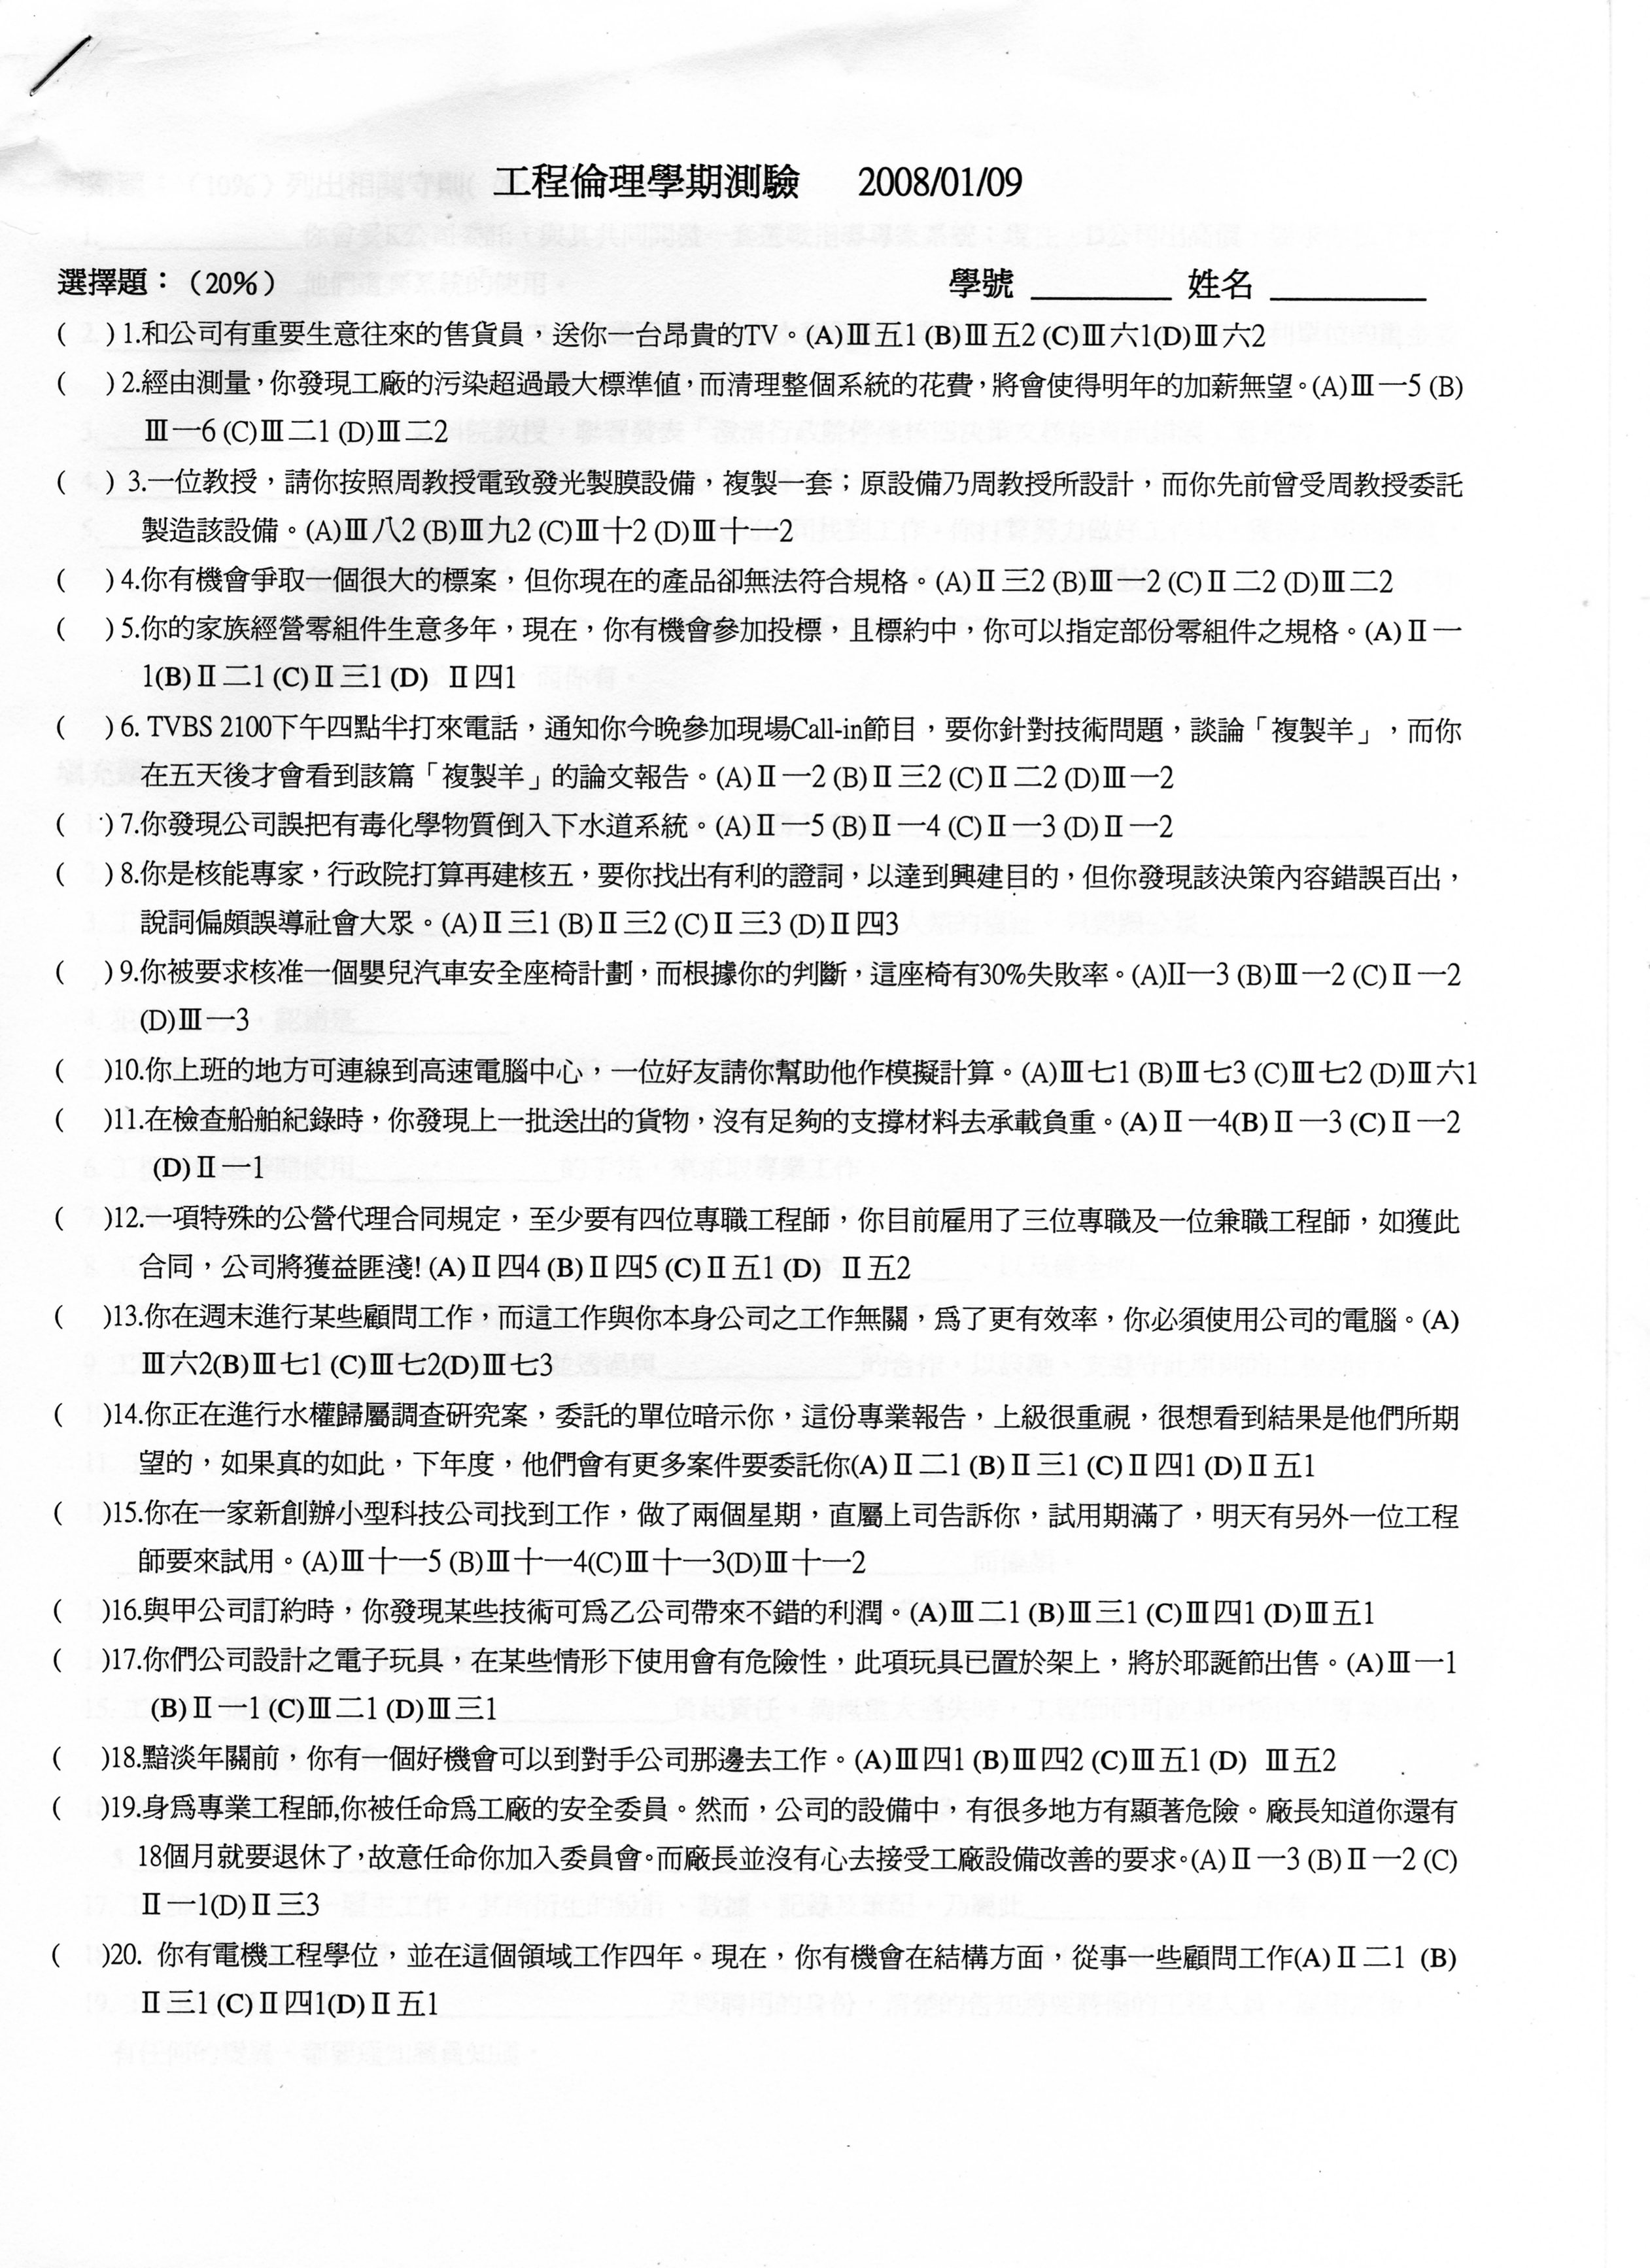 工程倫理學期測驗 2008/01/09
選擇題：（20%） 學號 ________ 姓名 _________
( ) 1.和公司有重要生意往來的售貨員，送你一台昂貴的TV。(A)Ⅲ五1 (B)Ⅲ五2 (C)Ⅲ六1(D)Ⅲ六2
( ) 2.經由測量，你發現工廠的污染超過最大標準値，而清理整個系統的花費，將會使得明年的加薪無望。(A)Ⅲ一5 (B)
Ⅲ一6 (C)Ⅲ二1 (D)Ⅲ二2
( ) 3.一位教授，請你按照周教授電致發光製膜設備，複製一套；原設備乃周教授所設計，而你先前曾受周教授委託
製造該設備。(A)Ⅲ八2 (B)Ⅲ九2 (C)Ⅲ十2 (D)Ⅲ十一2
( ) 4.你有機會爭取一個很大的標案，但你現在的產品卻無法符合規格。(A)Ⅱ三2 (B)Ⅲ一2 (C)Ⅱ二2 (D)Ⅲ二2
( ) 5.你的家族經營零組件生意多年，現在，你有機會參加投標，且標約中，你可以指定部份零組件之規格。(A)Ⅱ一
1(B)Ⅱ二1 (C)Ⅱ三1 (D) Ⅱ四1
( ) 6. TVBS 2100下午四點半打來電話，通知你今晚參加現場Call-in節目，要你針對技術問題，談論「複製羊」，而你
在五天後才會看到該篇「複製羊」的論文報告。(A)Ⅱ一2 (B)Ⅱ三2 (C)Ⅱ二2 (D)Ⅲ一2
( ) 7.你發現公司誤把有毒化學物質倒入下水道系統。(A)Ⅱ一5 (B)Ⅱ一4 (C)Ⅱ一3 (D)Ⅱ一2
( ) 8.你是核能專家，行政院打算再建核五，要你找出有利的證詞，以達到興建目的，但你發現該決策內容錯誤百出，
說詞偏頗誤導社會大眾。(A)Ⅱ三1 (B)Ⅱ三2 (C)Ⅱ三3 (D)Ⅱ四3
( ) 9.你被要求核准一個嬰兒汽車安全座椅計劃，而根據你的判斷，這座椅有30%失敗率。(A)II一3 (B)Ⅲ一2 (C)Ⅱ一2
(D)Ⅲ一3
( )10.你上班的地方可連線到高速電腦中心，一位好友請你幫助他作模擬計算。(A)Ⅲ七1 (B)Ⅲ七3 (C)Ⅲ七2 (D)Ⅲ六1
( )11.在檢查船舶紀錄時，你發現上一批送出的貨物，沒有足夠的支撐材料去承載負重。(A)Ⅱ一4(B)Ⅱ一3 (C)Ⅱ一2
(D)Ⅱ一1
( )12.一項特殊的公營代理合同規定，至少要有四位專職工程師，你目前雇用了三位專職及一位兼職工程師，如獲此
合同，公司將獲益匪淺! (A)Ⅱ四4 (B)Ⅱ四5 (C)Ⅱ五1 (D) Ⅱ五2
( )13.你在週末進行某些顧問工作，而這工作與你本身公司之工作無關，爲了更有效率，你必須使用公司的電腦。(A)
Ⅲ六2(B)Ⅲ七1 (C)Ⅲ七2(D)Ⅲ七3
( )14.你正在進行水權歸屬調查研究案，委託的單位暗示你，這份專業報告，上級很重視，很想看到結果是他們所期
望的，如果真的如此，下年度，他們會有更多案件要委託你(A)Ⅱ二1 (B)Ⅱ三1 (C)Ⅱ四1 (D)Ⅱ五1
( )15.你在一家新創辦小型科技公司找到工作，做了兩個星期，直屬上司告訴你，試用期滿了，明天有另外一位工程
師要來試用。(A)Ⅲ十一5 (B)Ⅲ十一4(C)Ⅲ十一3(D)Ⅲ十一2
( )16.與甲公司訂約時，你發現某些技術可爲乙公司帶來不錯的利潤。(A)Ⅲ二1 (B)Ⅲ三1 (C)Ⅲ四1 (D)Ⅲ五1
( )17.你們公司設計之電子玩具，在某些情形下使用會有危險性，此項玩具已置於架上，將於耶誕節出售。(A)Ⅲ一1
(B)Ⅱ一1 (C)Ⅲ二1 (D)Ⅲ三1
( )18.黯淡年關前，你有一個好機會可以到對手公司那邊去工作。(A)Ⅲ四1 (B)Ⅲ四2 (C)Ⅲ五1 (D) Ⅲ五2
( )19.身爲專業工程師,你被任命爲工廠的安全委員。然而，公司的設備中，有很多地方有顯著危險。廠長知道你還有
18個月就要退休了，故意任命你加入委員會。而廠長並沒有心去接受工廠設備改善的要求。(A)Ⅱ一3 (B)Ⅱ一2 (C)
Ⅱ一1(D)Ⅱ三3
( )20. 你有電機工程學位，並在這個領域工作四年。現在，你有機會在結構方面，從事一些顧問工作(A)Ⅱ二1 (B)
Ⅱ三1 (C)Ⅱ四1(D)Ⅱ五1